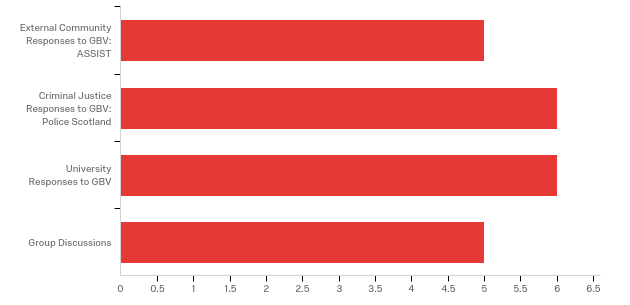 External Community
Responses to GBV:
ASSIST
Criminal Justice
Responses to GBV:
Police Scotland
University
Responses to GBV
Group Discussions
0 0.5 1 1.5 2 2.5 3 3.5 4 4.5 5 5.5 6 6.5